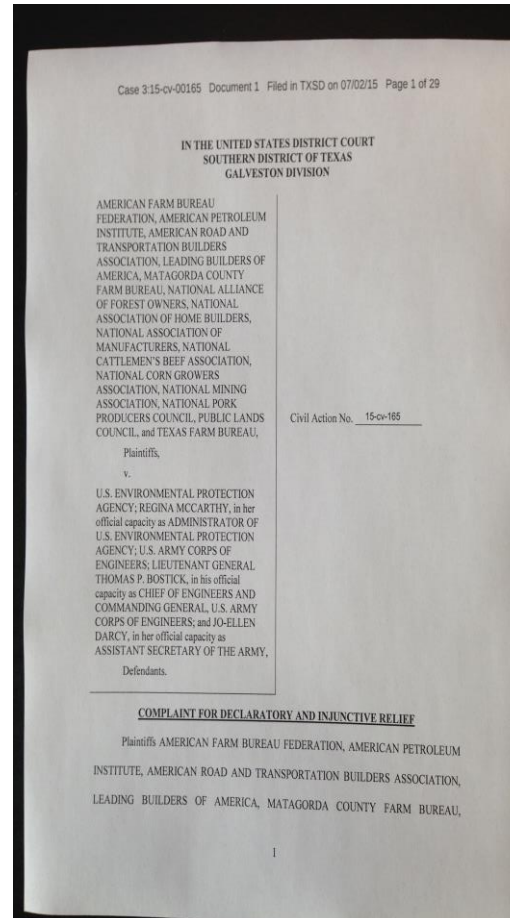 Case 3:15-cv-00165 Document 1 Filed in TXSD on 07/02/15 Page 1 of 29
IN THE UNITED STATES DISTRICT COURT
SOUTHERN DISTRICT OF TEXAS
GALVESTON DIVISION
AMERICAN FARM BUREAU
FEDERATION, AMERICAN PETROLEUM
INSTITUTE, AMERICAN ROAD AND
TRANSPORTATION BUILDERS
ASSOCIATION, LEADING BUILDERS OF
AMERICA, MATAGORDA COUNTY
FARM BUREAU, NATIONAL ALLIANCE
OF FOREST OWNERS, NATIONAL
ASSOCIATION OF HOME BUILDERS,
NATIONAL ASSOCIATION OF
MANUFACTURERS, NATIONAL
CATTLEMEN'S BEEF ASSOCIATION,
NATIONAL CORN GROWERS
ASSOCIATION, NATIONAL MINING
ASSOCIATION, NATIONAL PORK
PRODUCERS COUNCIL, PUBLIC LANDS
COUNCIL, and TEXAS FARM BUREAU,
Plaintiffs,
v.
U.S. ENVIRONMENTAL PROTECTION
AGENCY; REGINA MCCARTHY, in her
official capacity as ADMINISTRATOR OF
U.S. ENVIRONMENTAL PROTECTION
AGENCY; U.S. ARMY CORPS OF
ENGINEERS; LIEUTENANT GENERAL
THOMAS P. BOSTICK, in his official
capacity as CHIEF OF ENGINEERS AND
COMMANDING GENERAL, U.S. ARMY
CORPS OF ENGINEERS; and JO-ELLEN
DARCY, in her official capacity as
ASSISTANT SECRETARY OF THE ARMY,
Defendants.
Civil Action No. 15-cv-165
COMPLAINT FOR DECLARATORY AND INJUNCTIVE RELIEF
Plaintiffs AMERICAN FARM BUREAU FEDERATION, AMERICAN PETROLEUM
INSTITUTE, AMERICAN ROAD AND TRANSPORTATION BUILDERS ASSOCIATION,
LEADING BUILDERS OF AMERICA, MATAGORDA COUNTY FARM BUREAU,
1